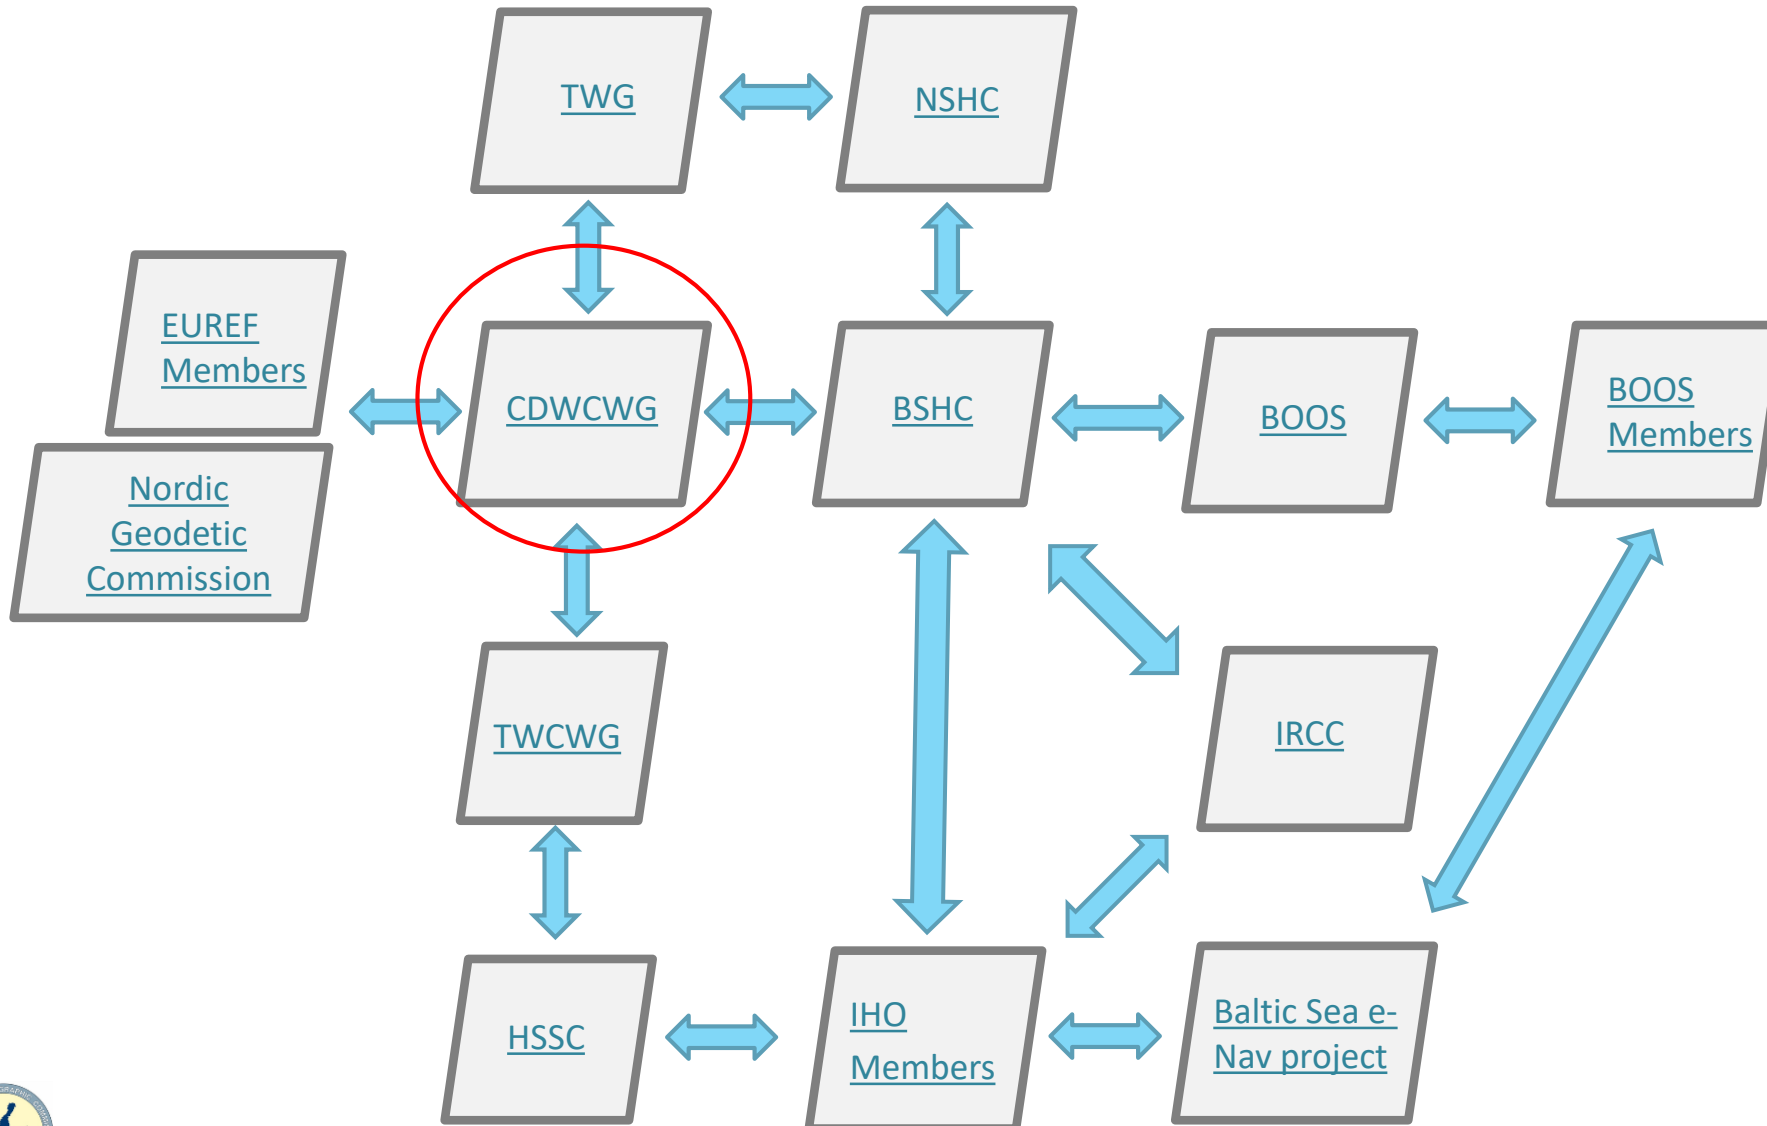 TWG
NSHC
EUREF
Members
CDWCWG
BSHC
BOOS
BOOS
Members
Nordic
Geodetic
Commission
TWCWG
IRCC
HSSC
IHO
Members
Baltic Sea e-
Nav project